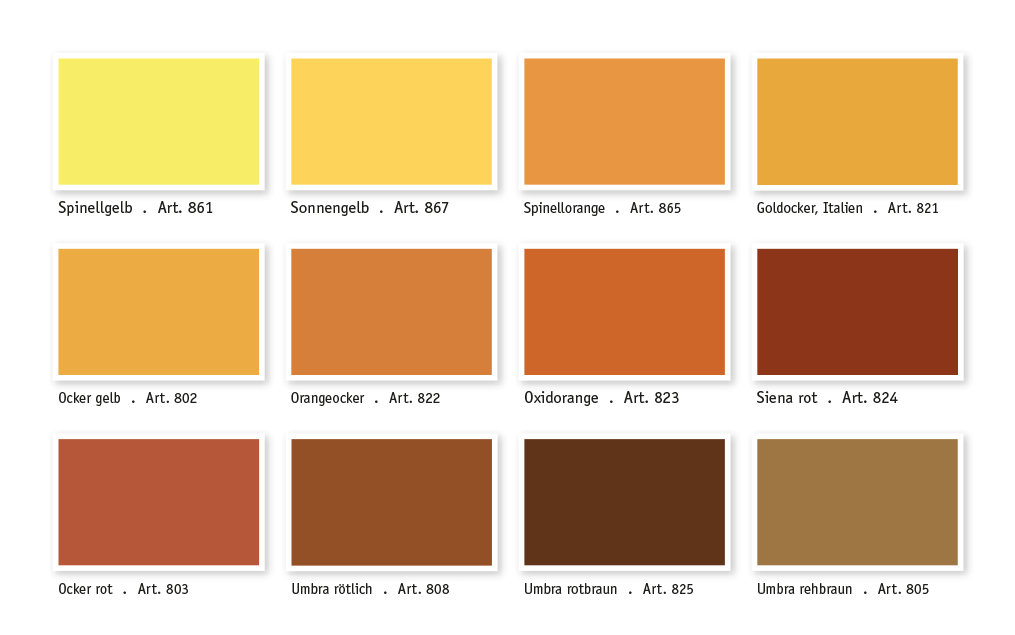 Spinellgelb . Art. 861
Sonnengelb . Art. 867
Spinellorange . Art. 865
Goldocker, Italien . Art. 821
Ocker gelb . Art. 802
Orangeocker . Art. 822
Oxidorange . Art. 823
Siena rot . Art. 824
Ocker rot . Art. 803
Umbra rötlich . Art. 808
Umbra rotbraun . Art. 825
Umbra rehbraun . Art. 805